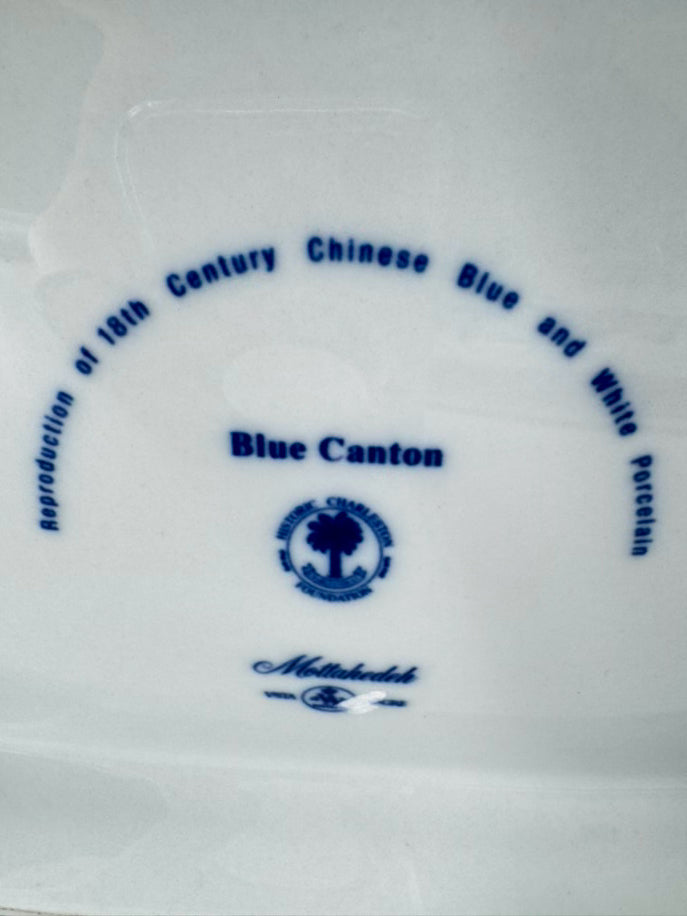 Reproduction of 18th Century Chinese Blue and White Porcelain
Blue Canton
HISTORIC CHARLESTON
FOUNDATION
Mottahedeh